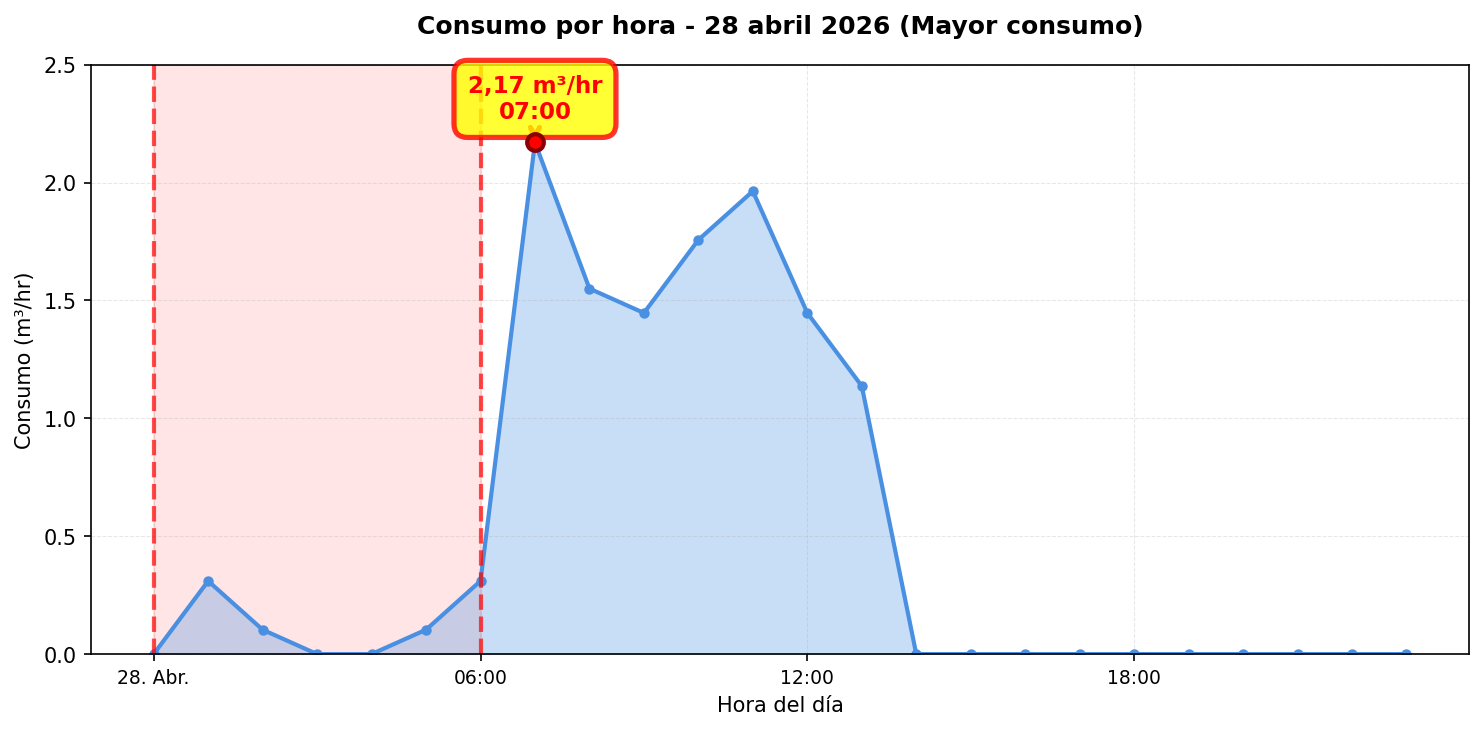 Consumo por hora - 28 abril 2026 (Mayor consumo)
2,17 m³/hr
07:00
2.5
2.0
1.5
1.0
0.5
0.0
Consumo (m³/hr)
28. Abr.
06:00
12:00
18:00
Hora del día